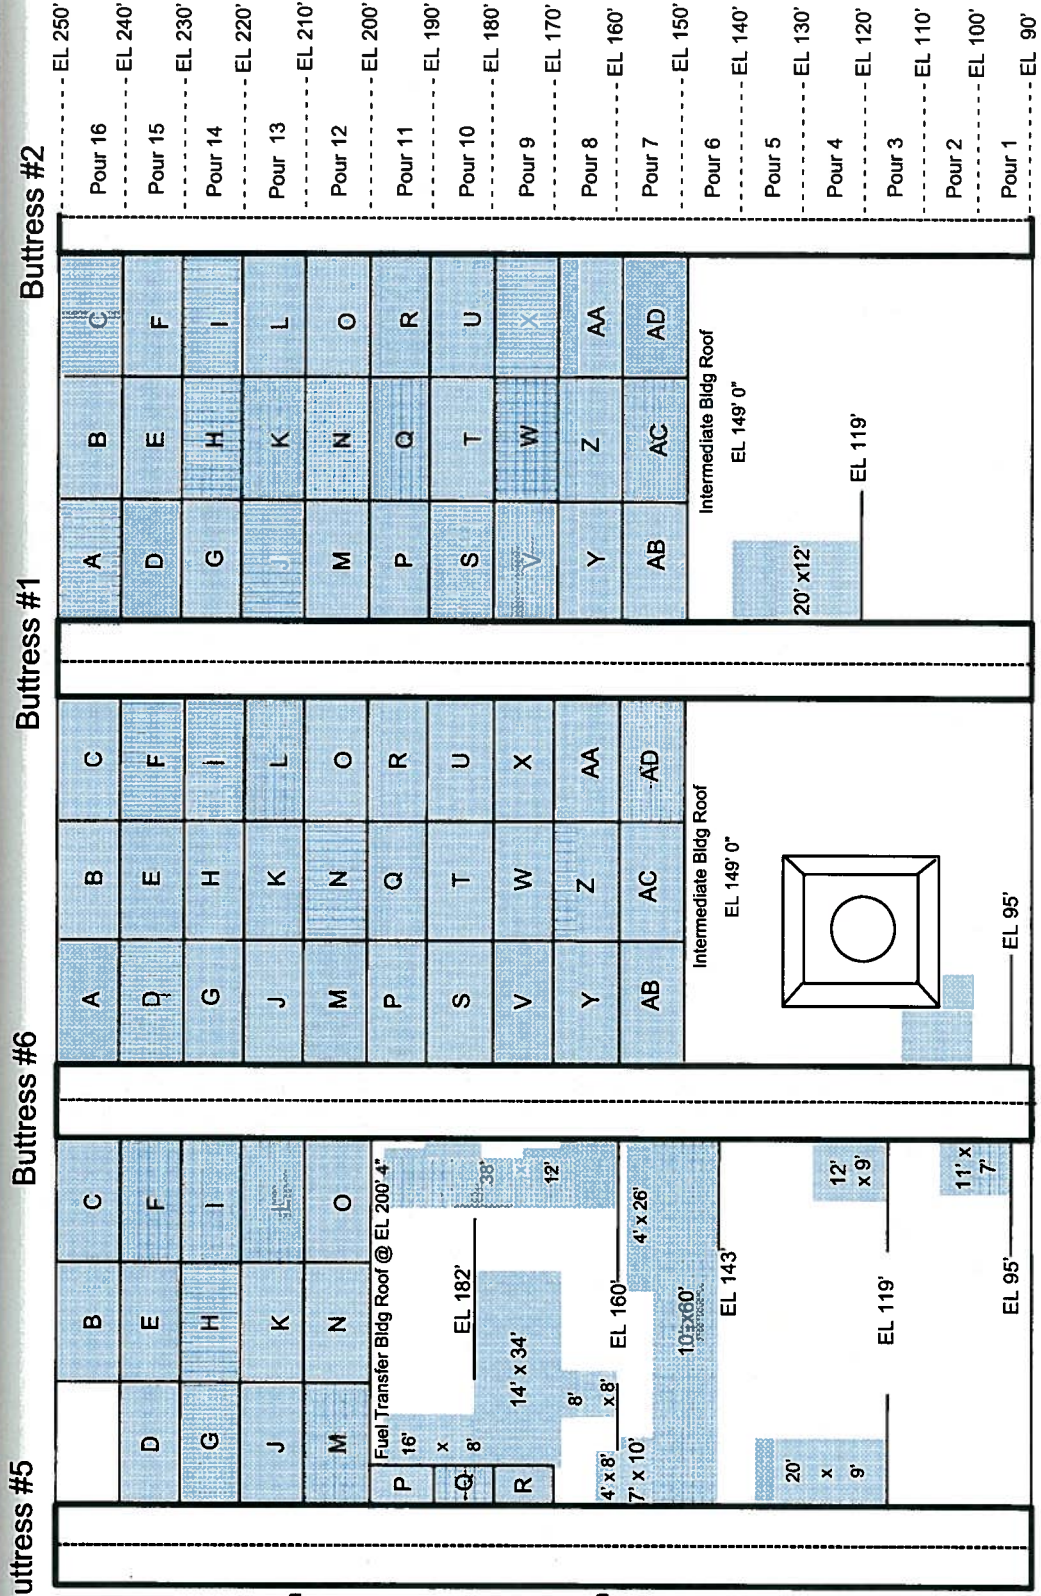 Buttress #2
Buttress #1
Buttress #6
uttress #5
EL 250'
EL 240'
EL 230'
EL 220'
EL 210'
EL 200'
EL 190'
EL 180'
EL 170'
EL 160'
EL 150'
EL 140'
EL 130'
EL 120'
EL 110'
EL 100'
EL 90'
Pour 16
Pour 15
Pour 14
Pour 13
Pour 12
Pour 11
Pour 10
Pour 9
Pour 8
Pour 7
Pour 6
Pour 5
Pour 4
Pour 3
Pour 2
Pour 1
A B C
D E F
G H I
J K L
M N O
P Q R
S T U
V W X
Y Z AA
AB AC AD
Intermediate Bldg Roof
EL 149' 0"
20' x12'
EL 119'
A B C
D E F
G H I
J K L
M N O
P Q R
S T U
V W X
Y Z AA
AB AC AD
Intermediate Bldg Roof
EL 149' 0"
EL 95'
B C
D E F
G H I
J K L
M N O
Fuel Transfer Bldg Roof @ EL 200' 4"
P
Q
R
16'
x
8'
EL 182'
38'
x
12'
14' x 34'
8'
x 8'
EL 160'
4' x 8'
7' x 10'
4' x 26'
10' x60'
EL 143'
20'
x
9'
12'
x 9'
EL 119'
11' x
7'
EL 95'